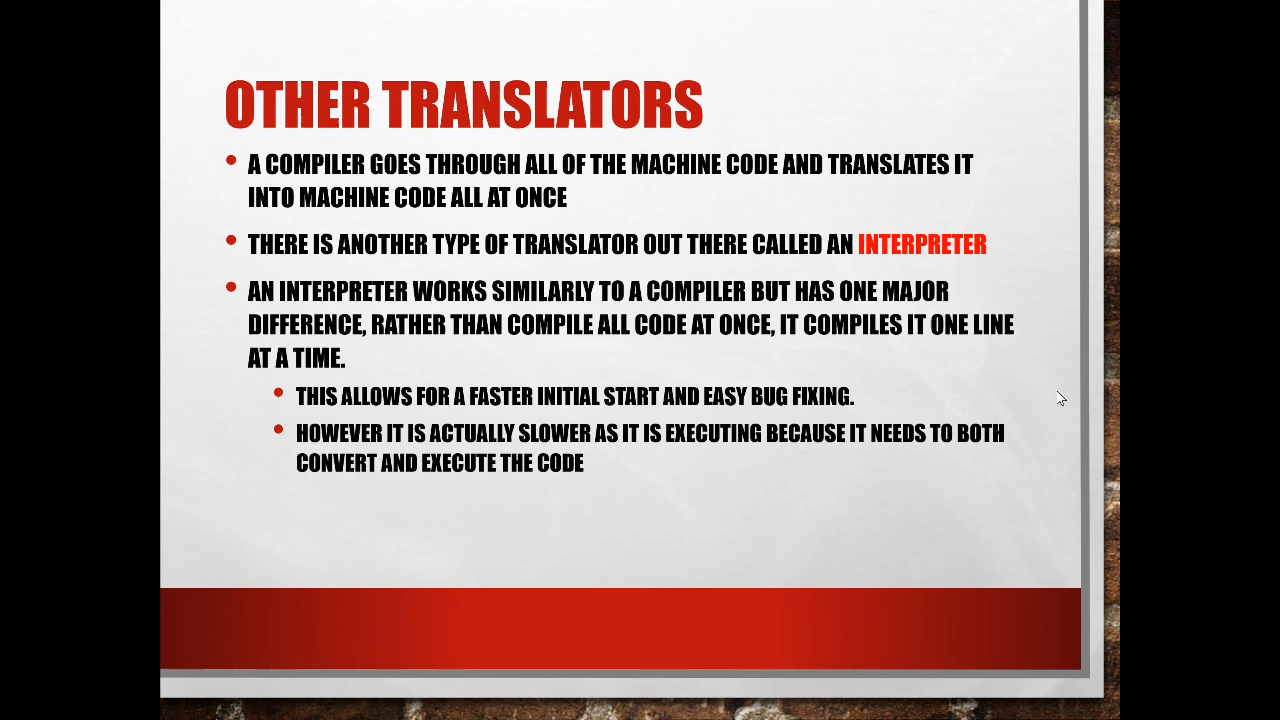 OTHER TRANSLATORS
• A COMPILER GOES THROUGH ALL OF THE MACHINE CODE AND TRANSLATES IT
INTO MACHINE CODE ALL AT ONCE
• THERE IS ANOTHER TYPE OF TRANSLATOR OUT THERE CALLED AN INTERPRETER
• AN INTERPRETER WORKS SIMILARLY TO A COMPILER BUT HAS ONE MAJOR
DIFFERENCE, RATHER THAN COMPILE ALL CODE AT ONCE, IT COMPILES IT ONE LINE
AT A TIME.
• THIS ALLOWS FOR A FASTER INITIAL START AND EASY BUG FIXING.
• HOWEVER IT IS ACTUALLY SLOWER AS IT IS EXECUTING BECAUSE IT NEEDS TO BOTH
CONVERT AND EXECUTE THE CODE